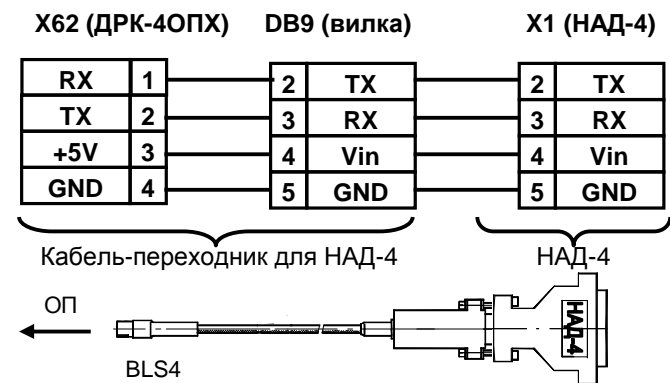 X62 (ДРК-4ОПХ) DB9 (вилка) X1 (НАД-4)
RX 1 2 TX 2 TX
TX 2 3 RX 3 RX
+5V 3 4 Vin 4 Vin
GND 4 5 GND 5 GND
Кабель-переходник для НАД-4 НАД-4
ОП
НАД-4
BLS4